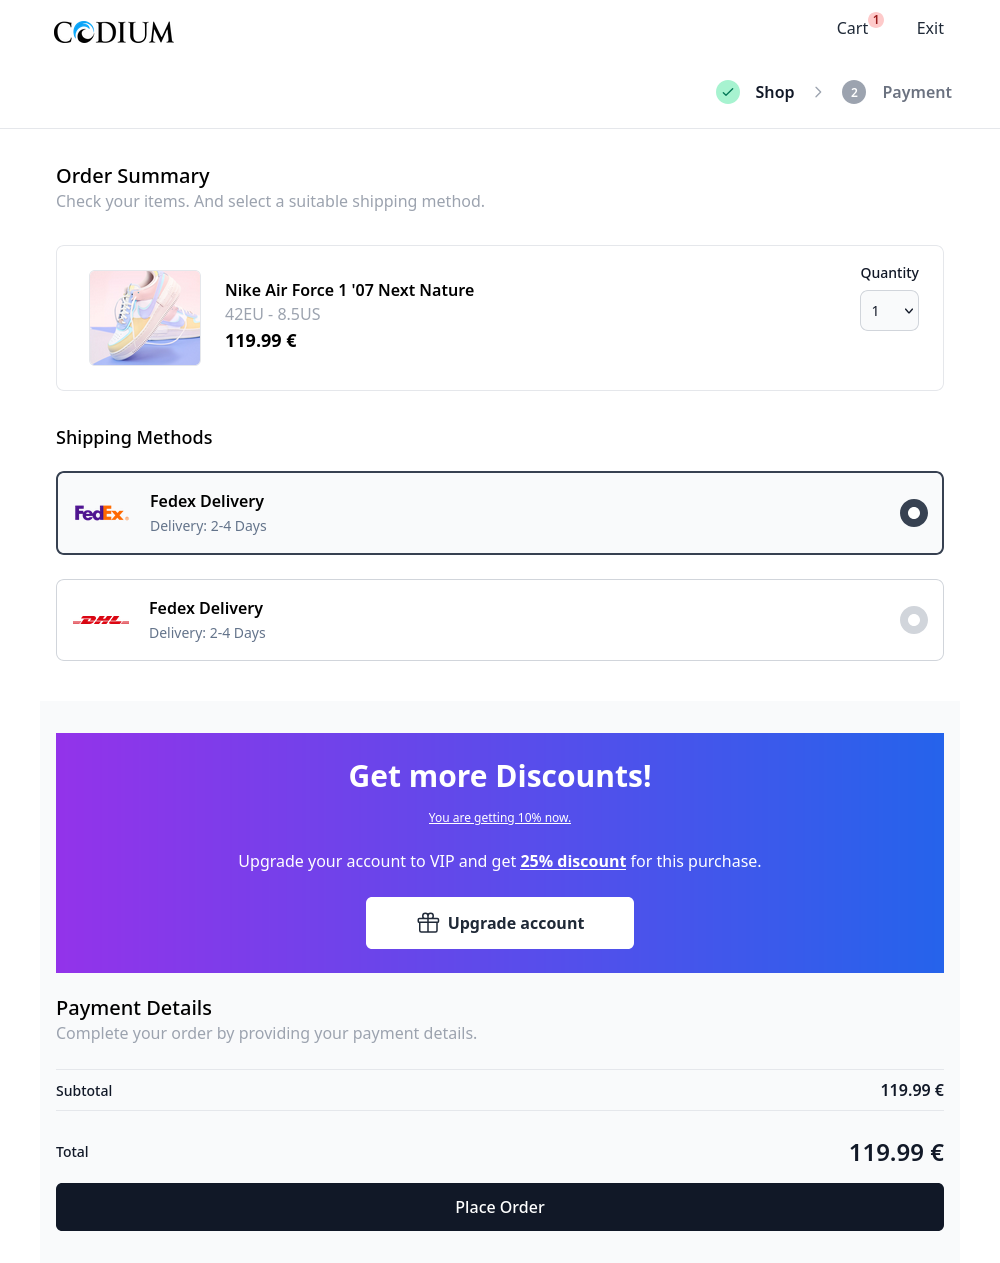 CODIUM
Cart 1 Exit
Shop 2 Payment
Order Summary
Check your items. And select a suitable shipping method.
Nike Air Force 1 '07 Next Nature
42EU - 8.5US
119.99 €
Quantity
1
Shipping Methods
FedEx
Fedex Delivery
Delivery: 2-4 Days
DHL
Fedex Delivery
Delivery: 2-4 Days
Get more Discounts!
You are getting 10% now.
Upgrade your account to VIP and get 25% discount for this purchase.
Upgrade account
Payment Details
Complete your order by providing your payment details.
Subtotal 119.99 €
Total 119.99 €
Place Order